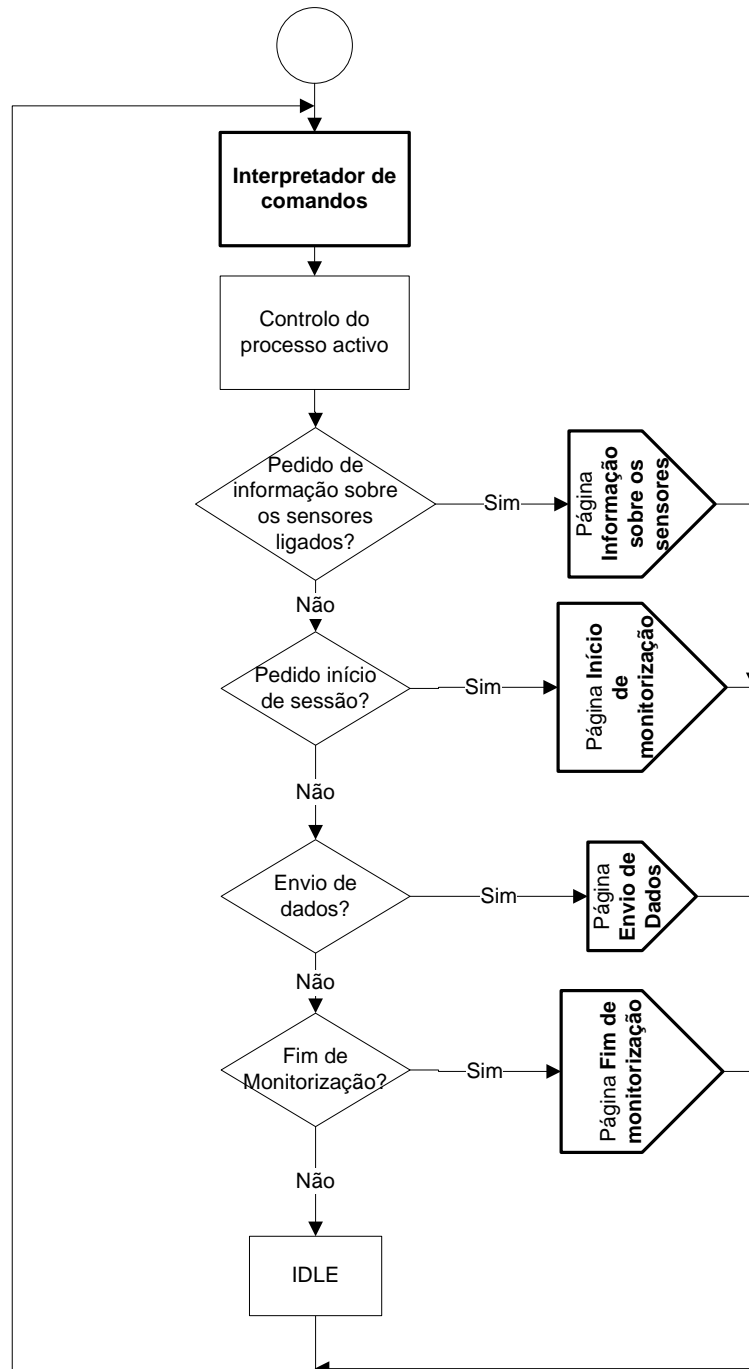 Interpretador de
comandos
Controlo do
processo activo
Pedido de
informação sobre
os sensores
ligados?
Sim
Página
Informação
sobre os
sensores
Não
Pedido início
de sessão?
Sim
Página Início
de
monitorização
Não
Envio de
dados?
Sim
Página
Envio de
Dados
Não
Fim de
Monitorização?
Sim
Página Fim de
monitorização
Não
IDLE